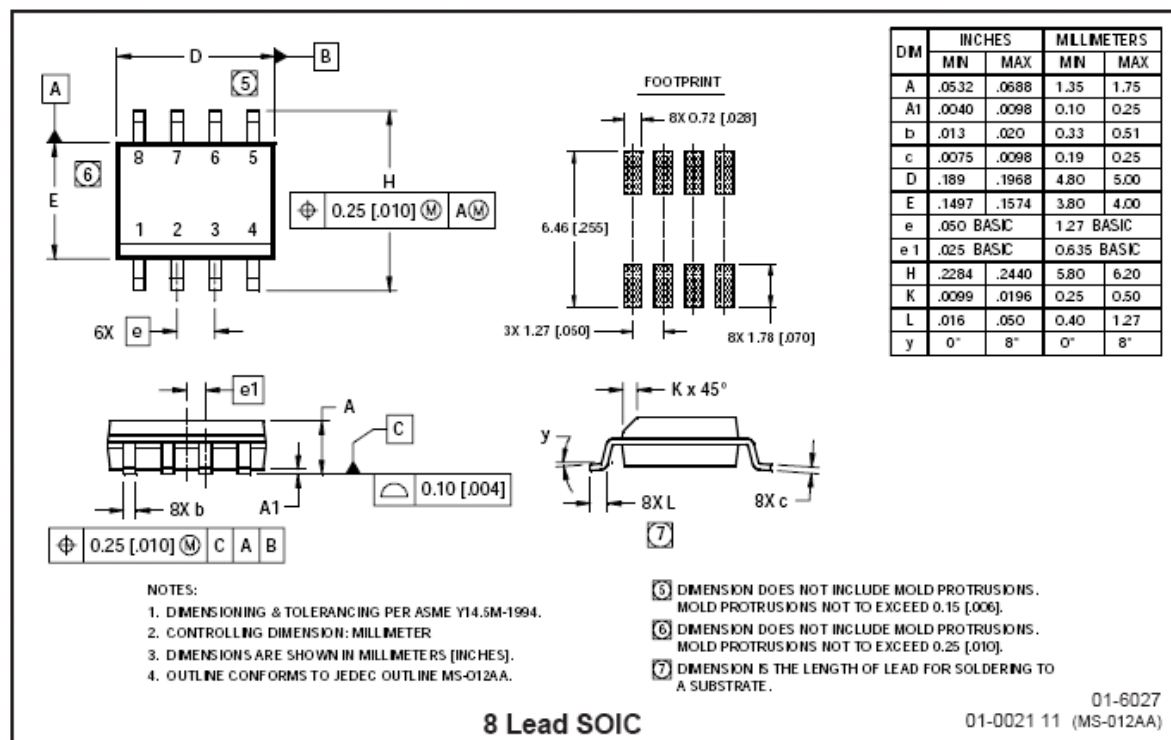 D
B
5
A
8 7 6 5
6
E
H
⌖ 0.25 [.010] Ⓜ A Ⓜ
1 2 3 4
6X e
FOOTPRINT
8X 0.72 [.028]
6.46 [.255]
3X 1.27 [.050]
8X 1.78 [.070]
DIM INCHES MILLIMETERS
MIN MAX MIN MAX
A .0532 .0688 1.35 1.75
A1 .0040 .0098 0.10 0.25
b .013 .020 0.33 0.51
c .0075 .0098 0.19 0.25
D .189 .1968 4.80 5.00
E .1497 .1574 3.80 4.00
e .050 BASIC 1.27 BASIC
e 1 .025 BASIC 0.635 BASIC
H .2284 .2440 5.80 6.20
K .0099 .0196 0.25 0.50
L .016 .050 0.40 1.27
y 0° 8° 0° 8°
e1
A
C
A1
8X b
⌓ 0.10 [.004]
⌖ 0.25 [.010] Ⓜ C A B
K x 45°
y
8X L
7
8X c
NOTES:
1. DIMENSIONING & TOLERANCING PER ASME Y14.5M-1994.
2. CONTROLLING DIMENSION: MILLIMETER
3. DIMENSIONS ARE SHOWN IN MILLIMETERS [INCHES].
4. OUTLINE CONFORMS TO JEDEC OUTLINE MS-012AA.
5 DIMENSION DOES NOT INCLUDE MOLD PROTRUSIONS.
MOLD PROTRUSIONS NOT TO EXCEED 0.15 [.006].
6 DIMENSION DOES NOT INCLUDE MOLD PROTRUSIONS.
MOLD PROTRUSIONS NOT TO EXCEED 0.25 [.010].
7 DIMENSION IS THE LENGTH OF LEAD FOR SOLDERING TO
A SUBSTRATE.
8 Lead SOIC
01-6027
01-0021 11 (MS-012AA)